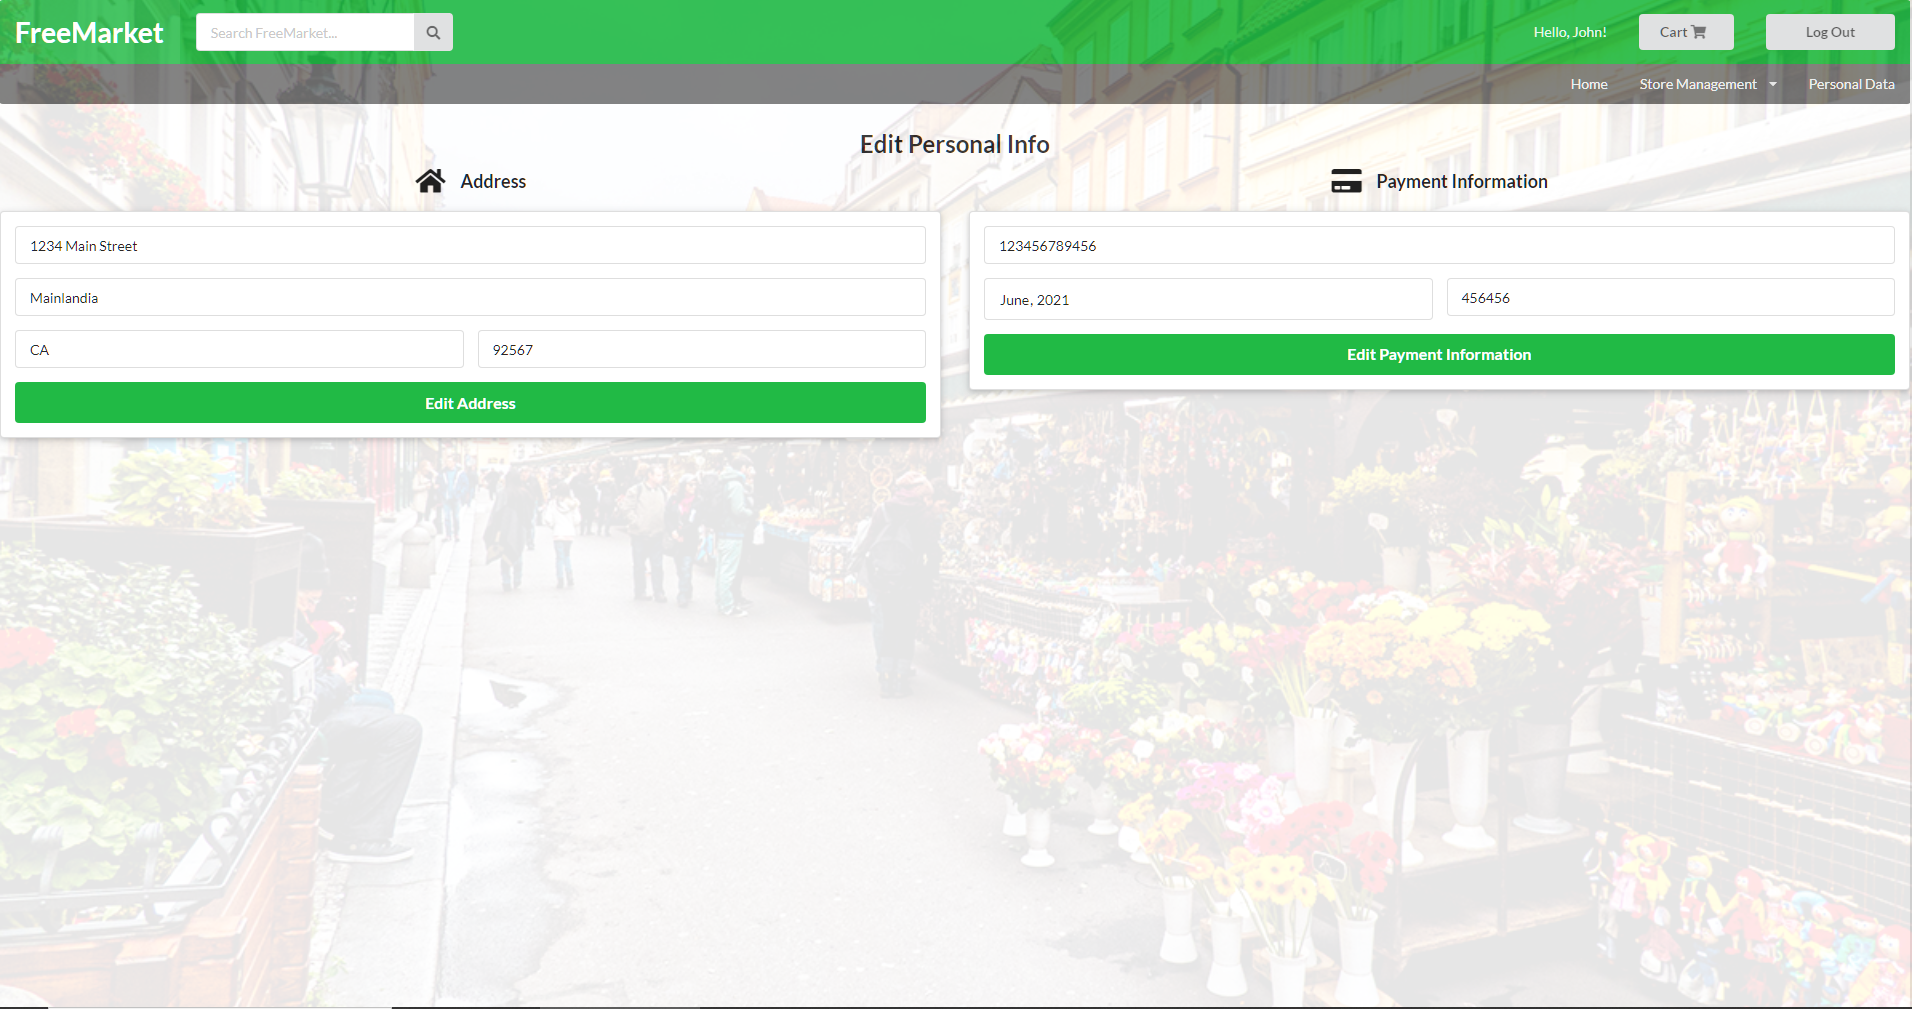 FreeMarket
Search FreeMarket...
Hello, John!
Cart
Log Out
Home
Store Management
Personal Data
Edit Personal Info
Address
Payment Information
1234 Main Street
Mainlandia
CA
92567
Edit Address
123456789456
June, 2021
456456
Edit Payment Information